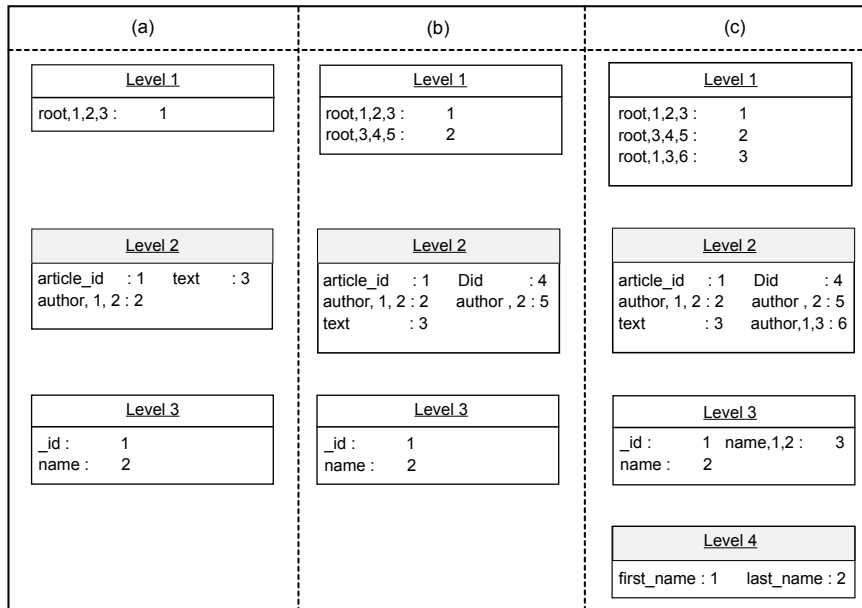 (a)
Level 1
root,1,2,3 : 1
Level 2
article_id : 1 text : 3
author, 1, 2 : 2
Level 3
_id : 1
name : 2
(b)
Level 1
root,1,2,3 : 1
root,3,4,5 : 2
Level 2
article_id : 1 Did : 4
author, 1, 2 : 2 author , 2 : 5
text : 3
Level 3
_id : 1
name : 2
(c)
Level 1
root,1,2,3 : 1
root,3,4,5 : 2
root,1,3,6 : 3
Level 2
article_id : 1 Did : 4
author, 1, 2 : 2 author , 2 : 5
text : 3 author,1,3 : 6
Level 3
_id : 1 name,1,2 : 3
name : 2
Level 4
first_name : 1 last_name : 2